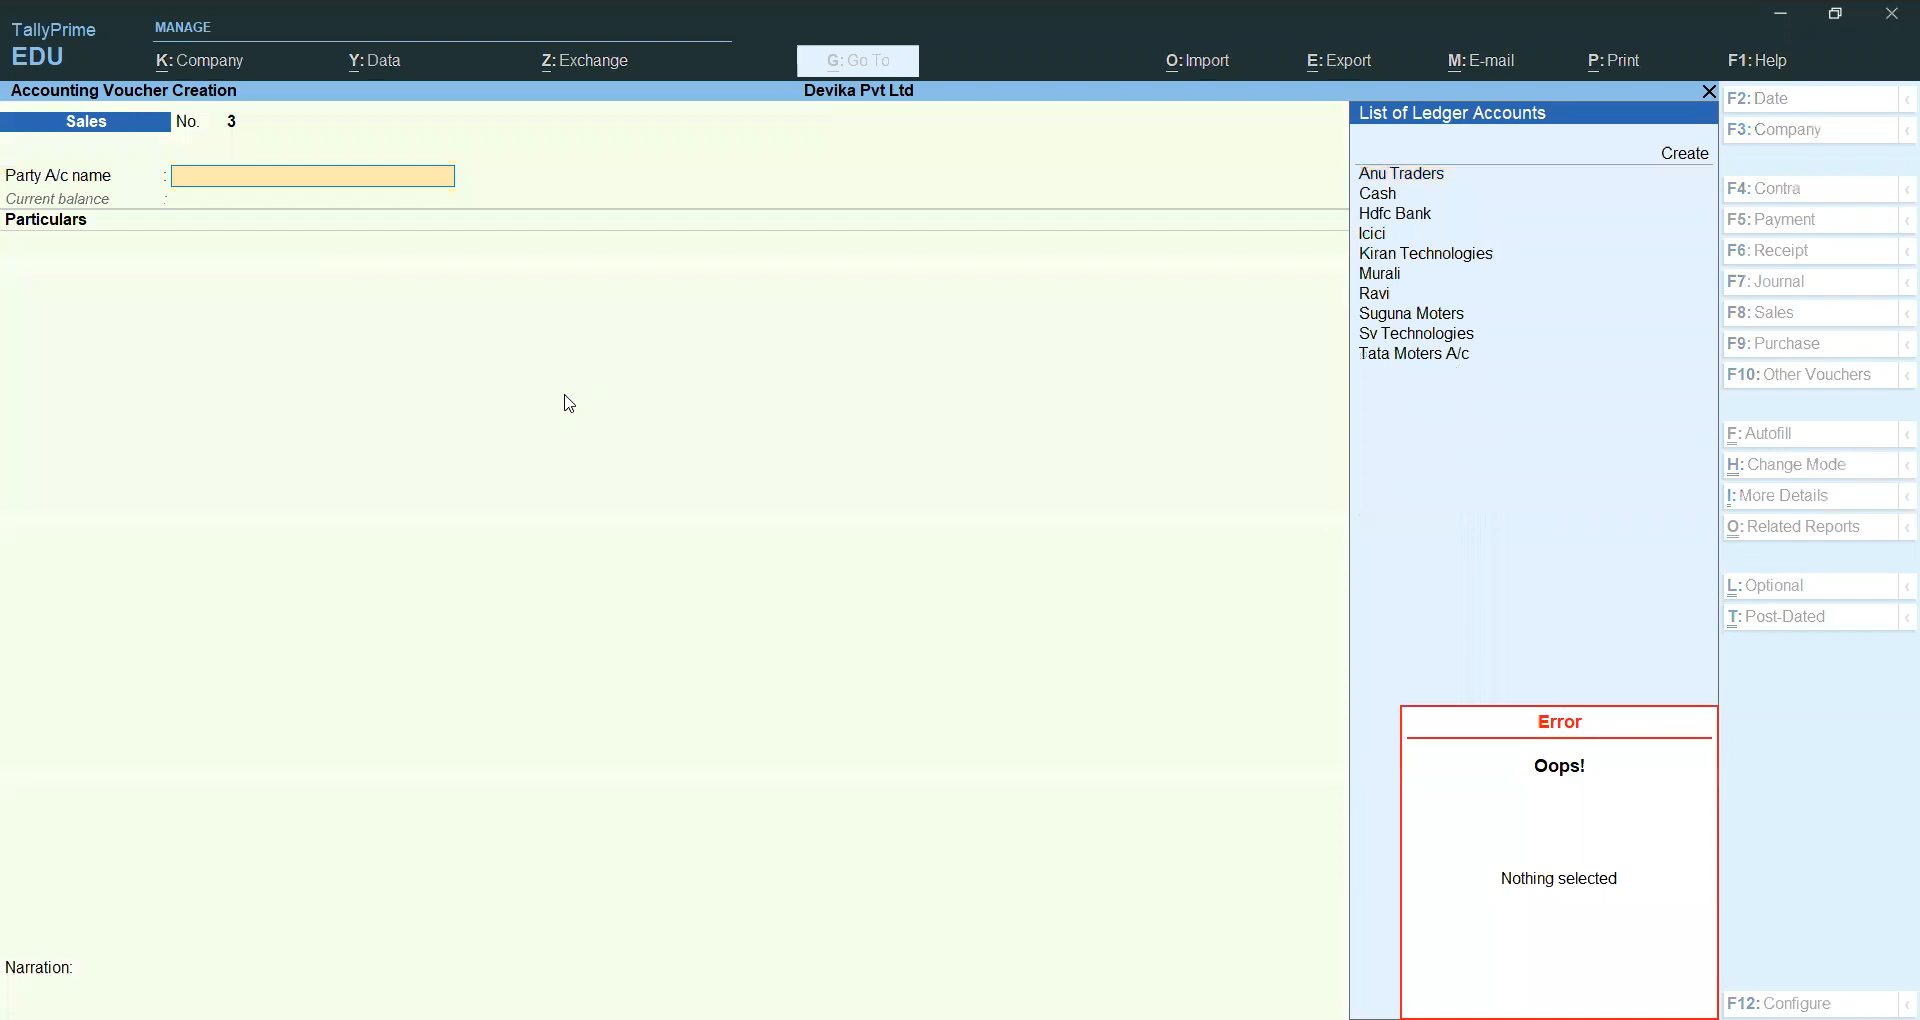 TallyPrime
EDU
MANAGE
K: Company
Y: Data
Z: Exchange
G: Go To
O: Import
E: Export
M: E-mail
P: Print
F1: Help
Accounting Voucher Creation
Devika Pvt Ltd
Sales No. 3
Party A/c name :
Current balance :
Particulars
Narration:
List of Ledger Accounts
Create
Anu Traders
Cash
Hdfc Bank
Icici
Kiran Technologies
Murali
Ravi
Suguna Moters
Sv Technologies
Tata Moters A/c
Error
Oops!
Nothing selected
F2: Date
F3: Company
F4: Contra
F5: Payment
F6: Receipt
F7: Journal
F8: Sales
F9: Purchase
F10: Other Vouchers
F: Autofill
H: Change Mode
I: More Details
O: Related Reports
L: Optional
T: Post-Dated
F12: Configure